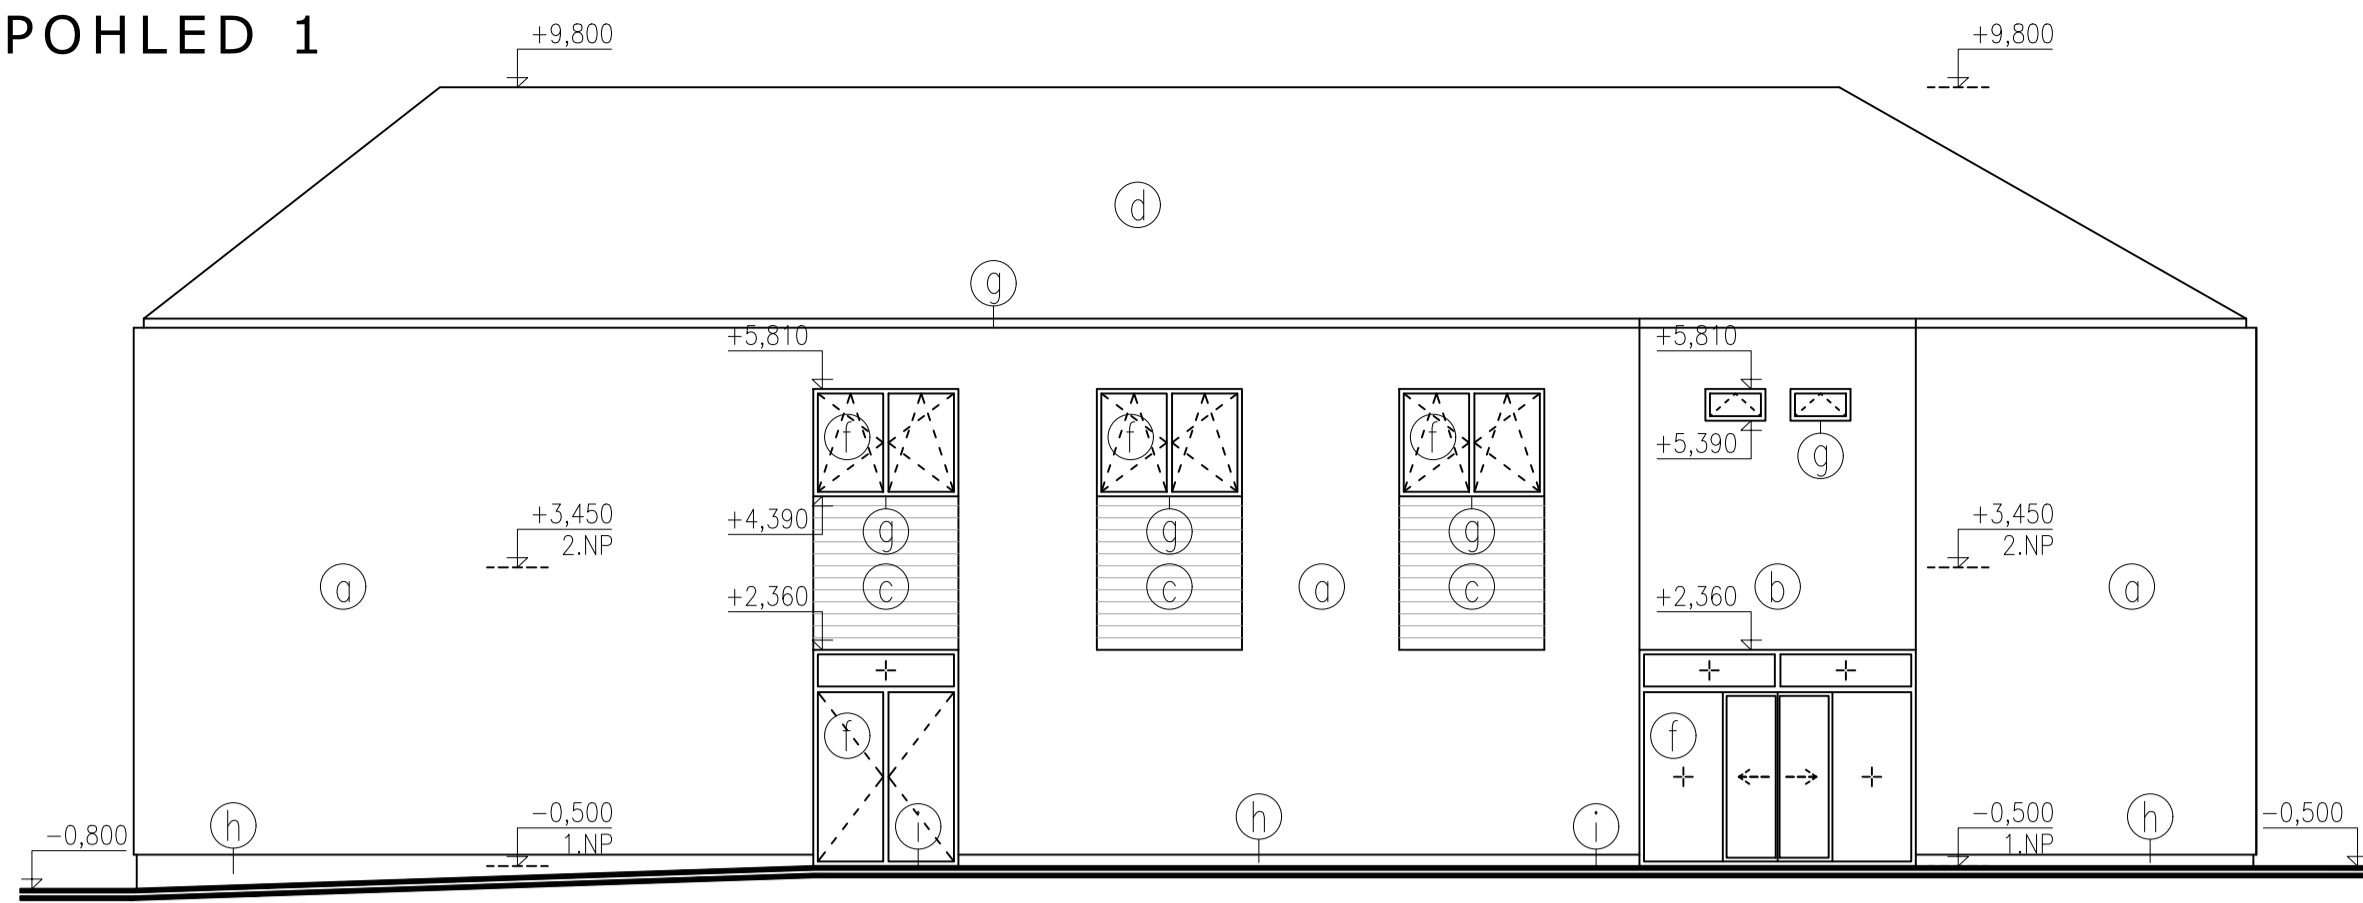 POHLED 1
+9,800
+9,800
d
g
+5,810
+5,810
f
f
f
+5,390
g
+3,450
2.NP
+4,390
g
g
g
+3,450
2.NP
a
+2,360
c
c
a
c
+2,360
b
a
f
f
-0,800
h
-0,500
1.NP
i
h
i
-0,500
1.NP
h
-0,500